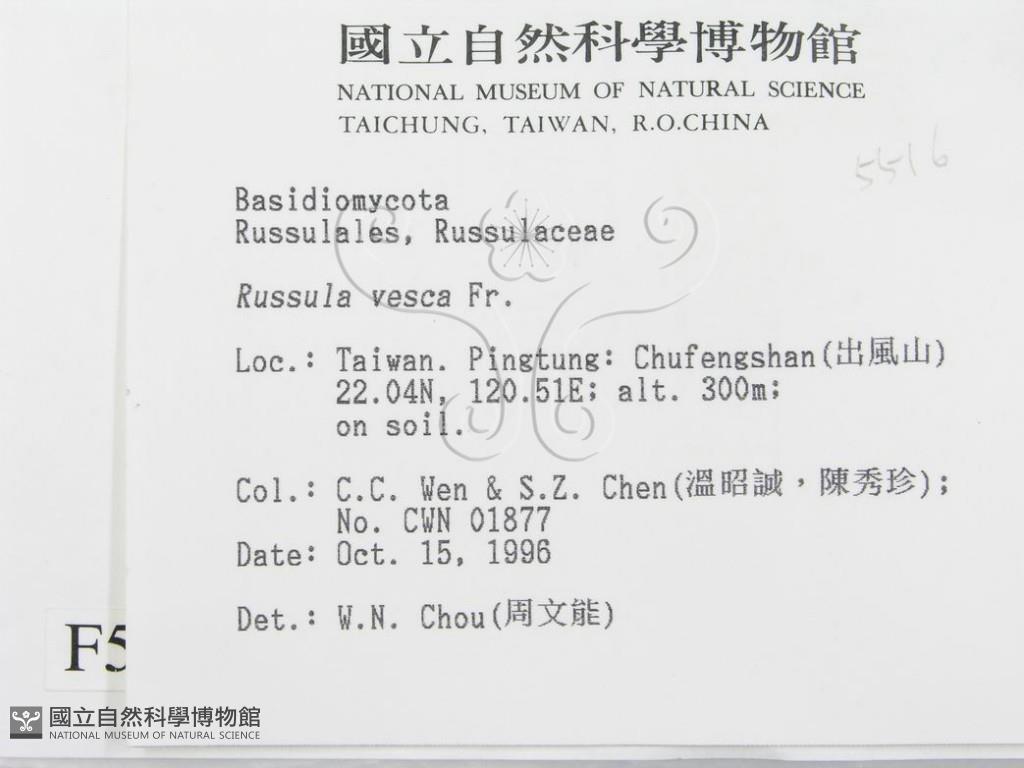 國立自然科學博物館
NATIONAL MUSEUM OF NATURAL SCIENCE
TAICHUNG, TAIWAN, R.O.CHINA
5516
Basidiomycota
Russulales, Russulaceae
Russula vesca Fr.
Loc.: Taiwan. Pingtung: Chufengshan(出風山)
22.04N, 120.51E; alt. 300m;
on soil.
Col.: C.C. Wen & S.Z. Chen(溫昭誠，陳秀珍);
No. CWN 01877
Date: Oct. 15, 1996
Det.: W.N. Chou(周文能)
F5
國立自然科學博物館
NATIONAL MUSEUM OF NATURAL SCIENCE